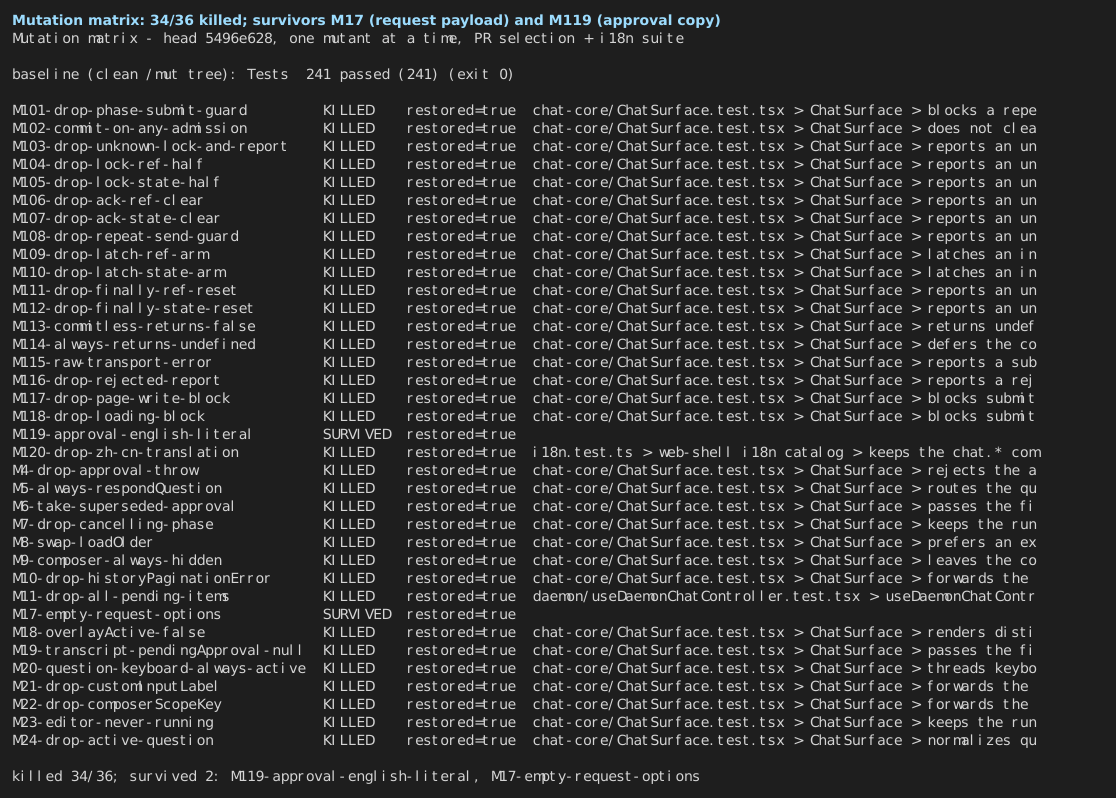 Mutation matrix: 34/36 killed; survivors M17 (request payload) and M119 (approval copy)
Mutation matrix - head 5496e628, one mutant at a time, PR selection + i18n suite
baseline (clean /mut tree): Tests  241 passed (241) (exit 0)
M101-drop-phase-submit-guard KILLED restored=true chat-core/ChatSurface.test.tsx > ChatSurface > blocks a repe
M102-commit-on-any-admission KILLED restored=true chat-core/ChatSurface.test.tsx > ChatSurface > does not clea
M103-drop-unknown-lock-and-report KILLED restored=true chat-core/ChatSurface.test.tsx > ChatSurface > reports an un
M104-drop-lock-ref-half KILLED restored=true chat-core/ChatSurface.test.tsx > ChatSurface > reports an un
M105-drop-lock-state-half KILLED restored=true chat-core/ChatSurface.test.tsx > ChatSurface > reports an un
M106-drop-ack-ref-clear KILLED restored=true chat-core/ChatSurface.test.tsx > ChatSurface > reports an un
M107-drop-ack-state-clear KILLED restored=true chat-core/ChatSurface.test.tsx > ChatSurface > reports an un
M108-drop-repeat-send-guard KILLED restored=true chat-core/ChatSurface.test.tsx > ChatSurface > reports an un
M109-drop-latch-ref-arm KILLED restored=true chat-core/ChatSurface.test.tsx > ChatSurface > latches an in
M110-drop-latch-state-arm KILLED restored=true chat-core/ChatSurface.test.tsx > ChatSurface > latches an in
M111-drop-finally-ref-reset KILLED restored=true chat-core/ChatSurface.test.tsx > ChatSurface > reports an un
M112-drop-finally-state-reset KILLED restored=true chat-core/ChatSurface.test.tsx > ChatSurface > reports an un
M113-commitless-returns-false KILLED restored=true chat-core/ChatSurface.test.tsx > ChatSurface > returns undef
M114-always-returns-undefined KILLED restored=true chat-core/ChatSurface.test.tsx > ChatSurface > defers the co
M115-raw-transport-error KILLED restored=true chat-core/ChatSurface.test.tsx > ChatSurface > reports a sub
M116-drop-rejected-report KILLED restored=true chat-core/ChatSurface.test.tsx > ChatSurface > reports a rej
M117-drop-page-write-block KILLED restored=true chat-core/ChatSurface.test.tsx > ChatSurface > blocks submit
M118-drop-loading-block KILLED restored=true chat-core/ChatSurface.test.tsx > ChatSurface > blocks submit
M119-approval-english-literal SURVIVED restored=true
M120-drop-zh-cn-translation KILLED restored=true i18n.test.ts > web-shell i18n catalog > keeps the chat.* com
M4-drop-approval-throw KILLED restored=true chat-core/ChatSurface.test.tsx > ChatSurface > rejects the a
M5-always-respondQuestion KILLED restored=true chat-core/ChatSurface.test.tsx > ChatSurface > routes the qu
M6-take-superseded-approval KILLED restored=true chat-core/ChatSurface.test.tsx > ChatSurface > passes the fi
M7-drop-cancelling-phase KILLED restored=true chat-core/ChatSurface.test.tsx > ChatSurface > keeps the run
M8-swap-loadOlder KILLED restored=true chat-core/ChatSurface.test.tsx > ChatSurface > prefers an ex
M9-composer-always-hidden KILLED restored=true chat-core/ChatSurface.test.tsx > ChatSurface > leaves the co
M10-drop-historyPaginationError KILLED restored=true chat-core/ChatSurface.test.tsx > ChatSurface > forwards the
M11-drop-all-pending-items KILLED restored=true daemon/useDaemonChatController.test.tsx > useDaemonChatContr
M17-empty-request-options SURVIVED restored=true
M18-overlayActive-false KILLED restored=true chat-core/ChatSurface.test.tsx > ChatSurface > renders disti
M19-transcript-pendingApproval-null KILLED restored=true chat-core/ChatSurface.test.tsx > ChatSurface > passes the fi
M20-question-keyboard-always-active KILLED restored=true chat-core/ChatSurface.test.tsx > ChatSurface > threads keybo
M21-drop-customInputLabel KILLED restored=true chat-core/ChatSurface.test.tsx > ChatSurface > forwards the
M22-drop-composerScopeKey KILLED restored=true chat-core/ChatSurface.test.tsx > ChatSurface > forwards the
M23-editor-never-running KILLED restored=true chat-core/ChatSurface.test.tsx > ChatSurface > keeps the run
M24-drop-active-question KILLED restored=true chat-core/ChatSurface.test.tsx > ChatSurface > normalizes qu
killed 34/36; survived 2: M119-approval-english-literal, M17-empty-request-options